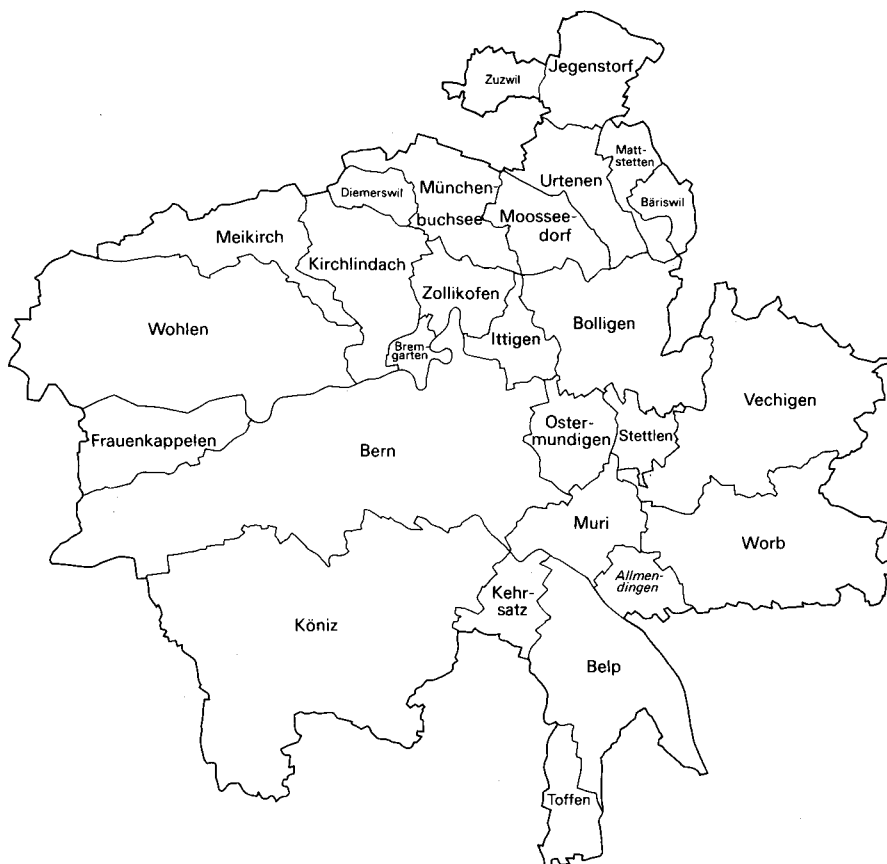 Jegenstorf
Zuzwil
Matt-
stetten
Urtenen
Bäriswil
Diemerswil
München-
buchsee
Moossee-
dorf
Meikirch
Kirchlindach
Zollikofen
Wohlen
Ittigen
Bolligen
Brem-
garten
Vechigen
Frauenkappelen
Bern
Oster-
mundigen
Stettlen
Muri
Worb
Allmen-
dingen
Kehr-
satz
Köniz
Belp
Toffen